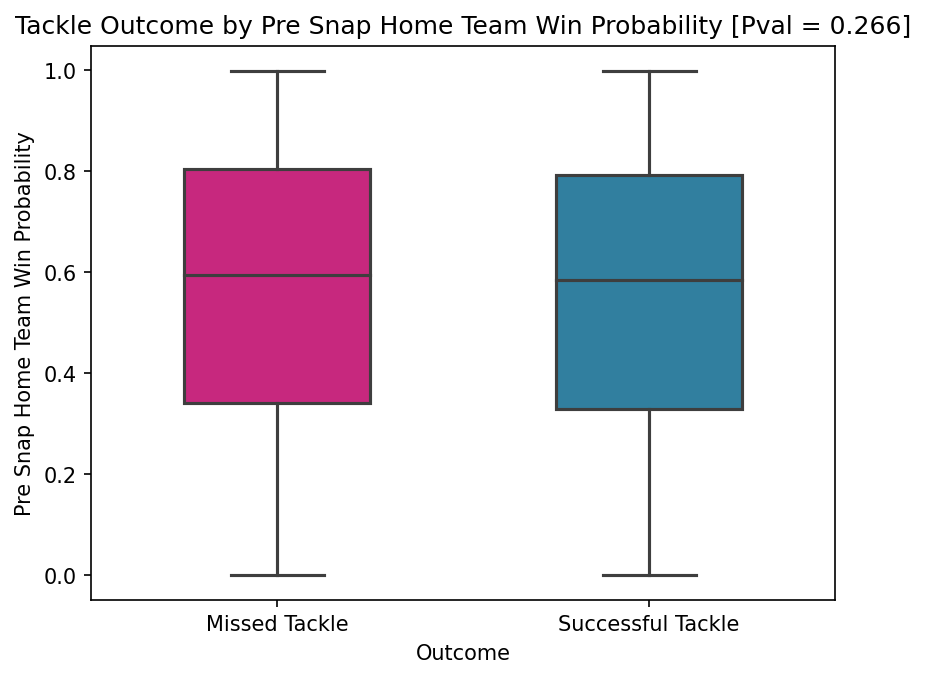 Tackle Outcome by Pre Snap Home Team Win Probability [Pval = 0.266]
Pre Snap Home Team Win Probability
1.0
0.8
0.6
0.4
0.2
0.0
Missed Tackle
Successful Tackle
Outcome